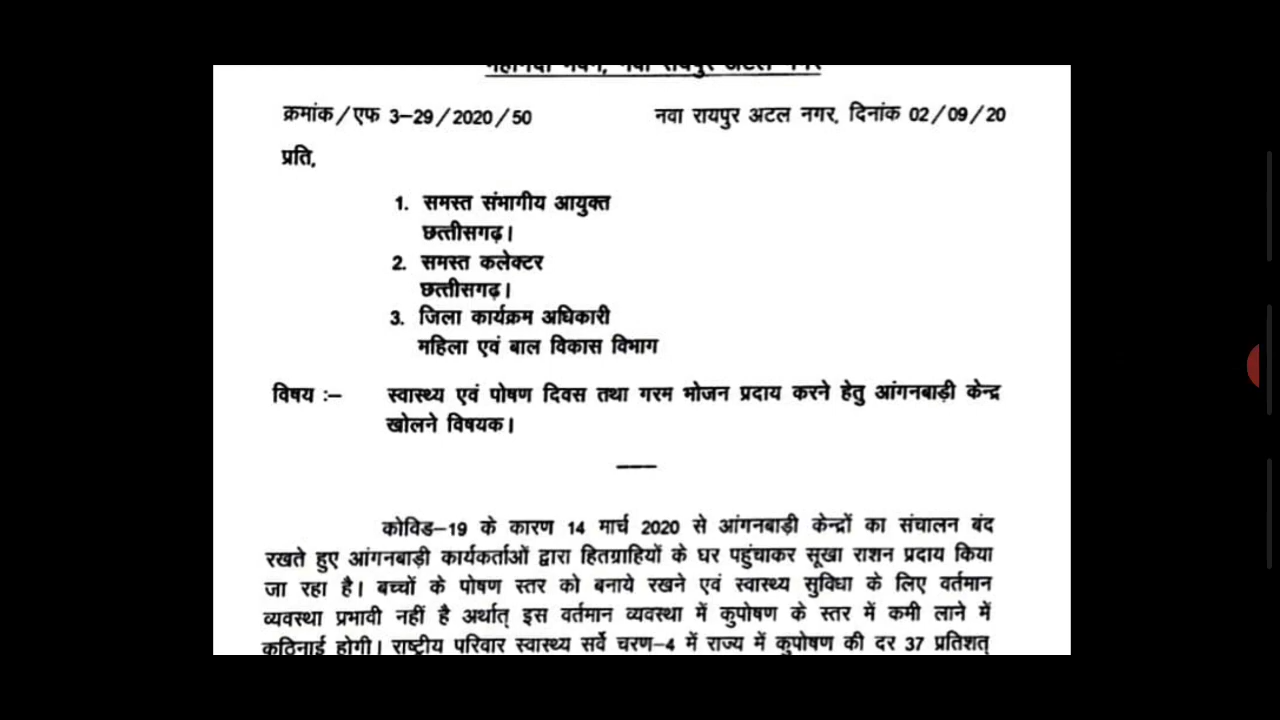 क्रमांक/एफ 3–29/2020/50 नवा रायपुर अटल नगर, दिनांक 02/09/20
प्रति,
1. समस्त संभागीय आयुक्त
छत्तीसगढ़।
2. समस्त कलेक्टर
छत्तीसगढ़।
3. जिला कार्यक्रम अधिकारी
महिला एवं बाल विकास विभाग
विषय :– स्वास्थ्य एवं पोषण दिवस तथा गरम भोजन प्रदाय करने हेतु आंगनबाड़ी केन्द्र
खोलने विषयक।
कोविड–19 के कारण 14 मार्च 2020 से आंगनबाड़ी केन्द्रों का संचालन बंद
रखते हुए आंगनबाड़ी कार्यकर्ताओं द्वारा हितग्राहियों के घर पहुंचाकर सूखा राशन प्रदाय किया
जा रहा है। बच्चों के पोषण स्तर को बनाये रखने एवं स्वास्थ्य सुविधा के लिए वर्तमान
व्यवस्था प्रभावी नहीं है अर्थात् इस वर्तमान व्यवस्था में कुपोषण के स्तर में कमी लाने में
कठिनाई होगी। राष्ट्रीय परिवार स्वास्थ्य सर्वे चरण–4 में राज्य में कुपोषण की दर 37 प्रतिशत्